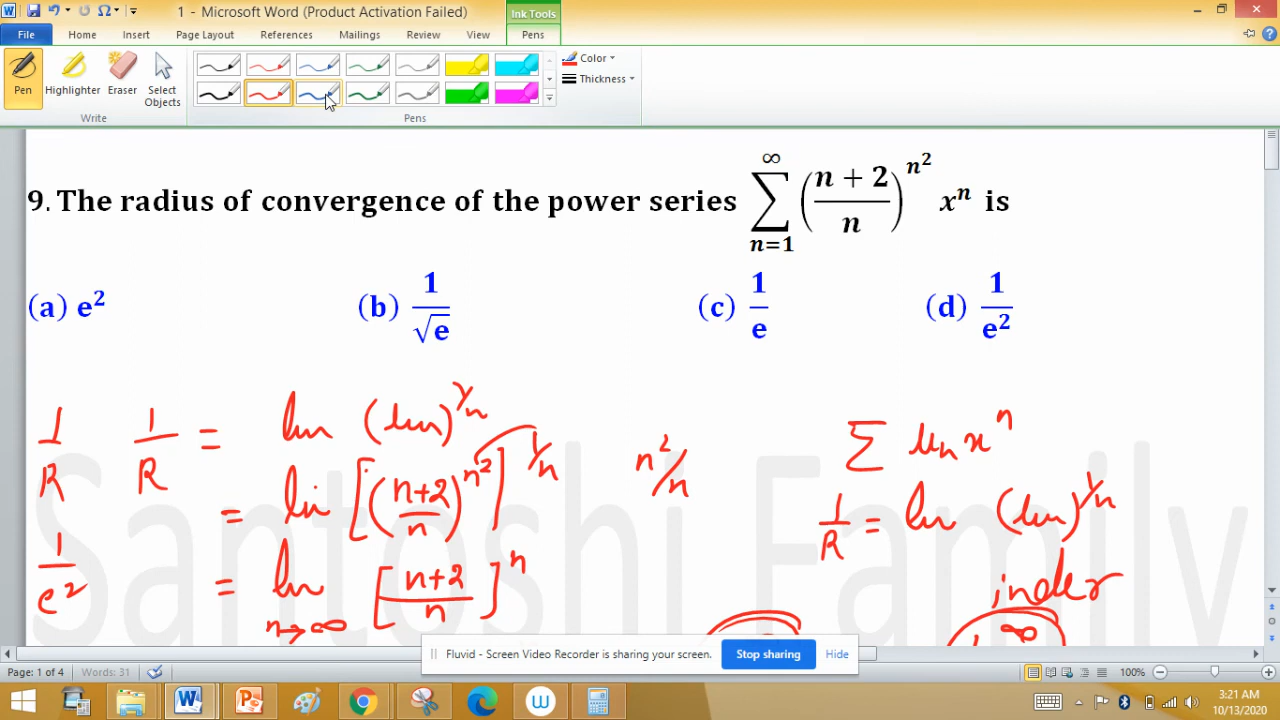 1 - Microsoft Word (Product Activation Failed)
Ink Tools
File Home Insert Page Layout References Mailings Review View Pens
Pen Highlighter Eraser Select Objects
Color
Thickness
Write Pens
9. The radius of convergence of the power series ∑_{n=1}^{∞} ((n + 2)/n)^{n²} xⁿ is
(a) e² (b) 1/√e (c) 1/e (d) 1/e²
1/R 1/R = lim (un)^{1/n}
∑ unxⁿ
= lim [((n+2)/n)^{n²}]^{1/n} n²/n
1/R = lim (un)^{1/n}
1/e² = lim n→∞ [(n+2)/n]ⁿ
inder
∞
Santoshi Family
Fluvid - Screen Video Recorder is sharing your screen. Stop sharing Hide
Page: 1 of 4 Words: 31 100%
3:21 AM
10/13/2020